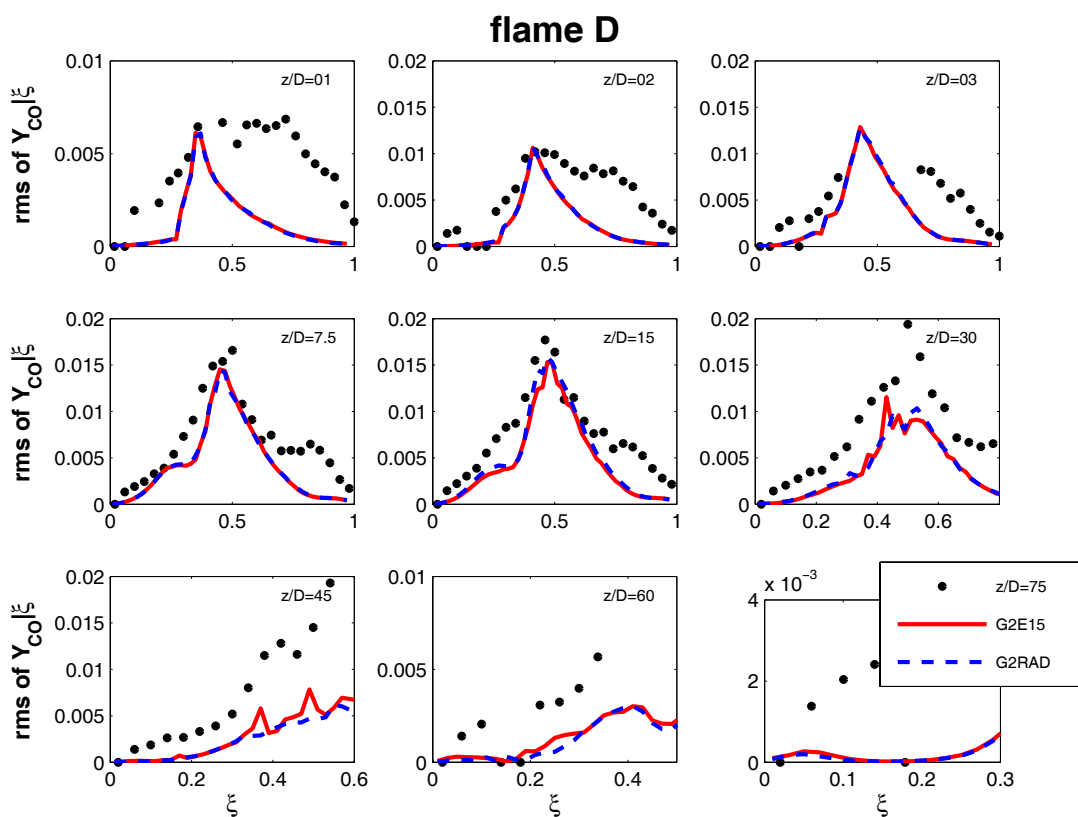 flame D
rms of Y_CO|ξ
0.01
0.005
0
0 0.5 1
z/D=01
0.02
0.015
0.01
0.005
0
0 0.5 1
z/D=02
0.02
0.015
0.01
0.005
0
0 0.5 1
z/D=03
rms of Y_CO|ξ
0.02
0.015
0.01
0.005
0
0 0.5 1
z/D=7.5
0.02
0.015
0.01
0.005
0
0 0.5 1
z/D=15
0.02
0.015
0.01
0.005
0
0 0.2 0.4 0.6
z/D=30
rms of Y_CO|ξ
0.02
0.015
0.01
0.005
0
0 0.2 0.4 0.6
z/D=45
ξ
0.01
0.005
0
0 0.2 0.4
z/D=60
ξ
x 10^-3
4
2
0
0 0.1 0.2 0.3
ξ
z/D=75
G2E15
G2RAD